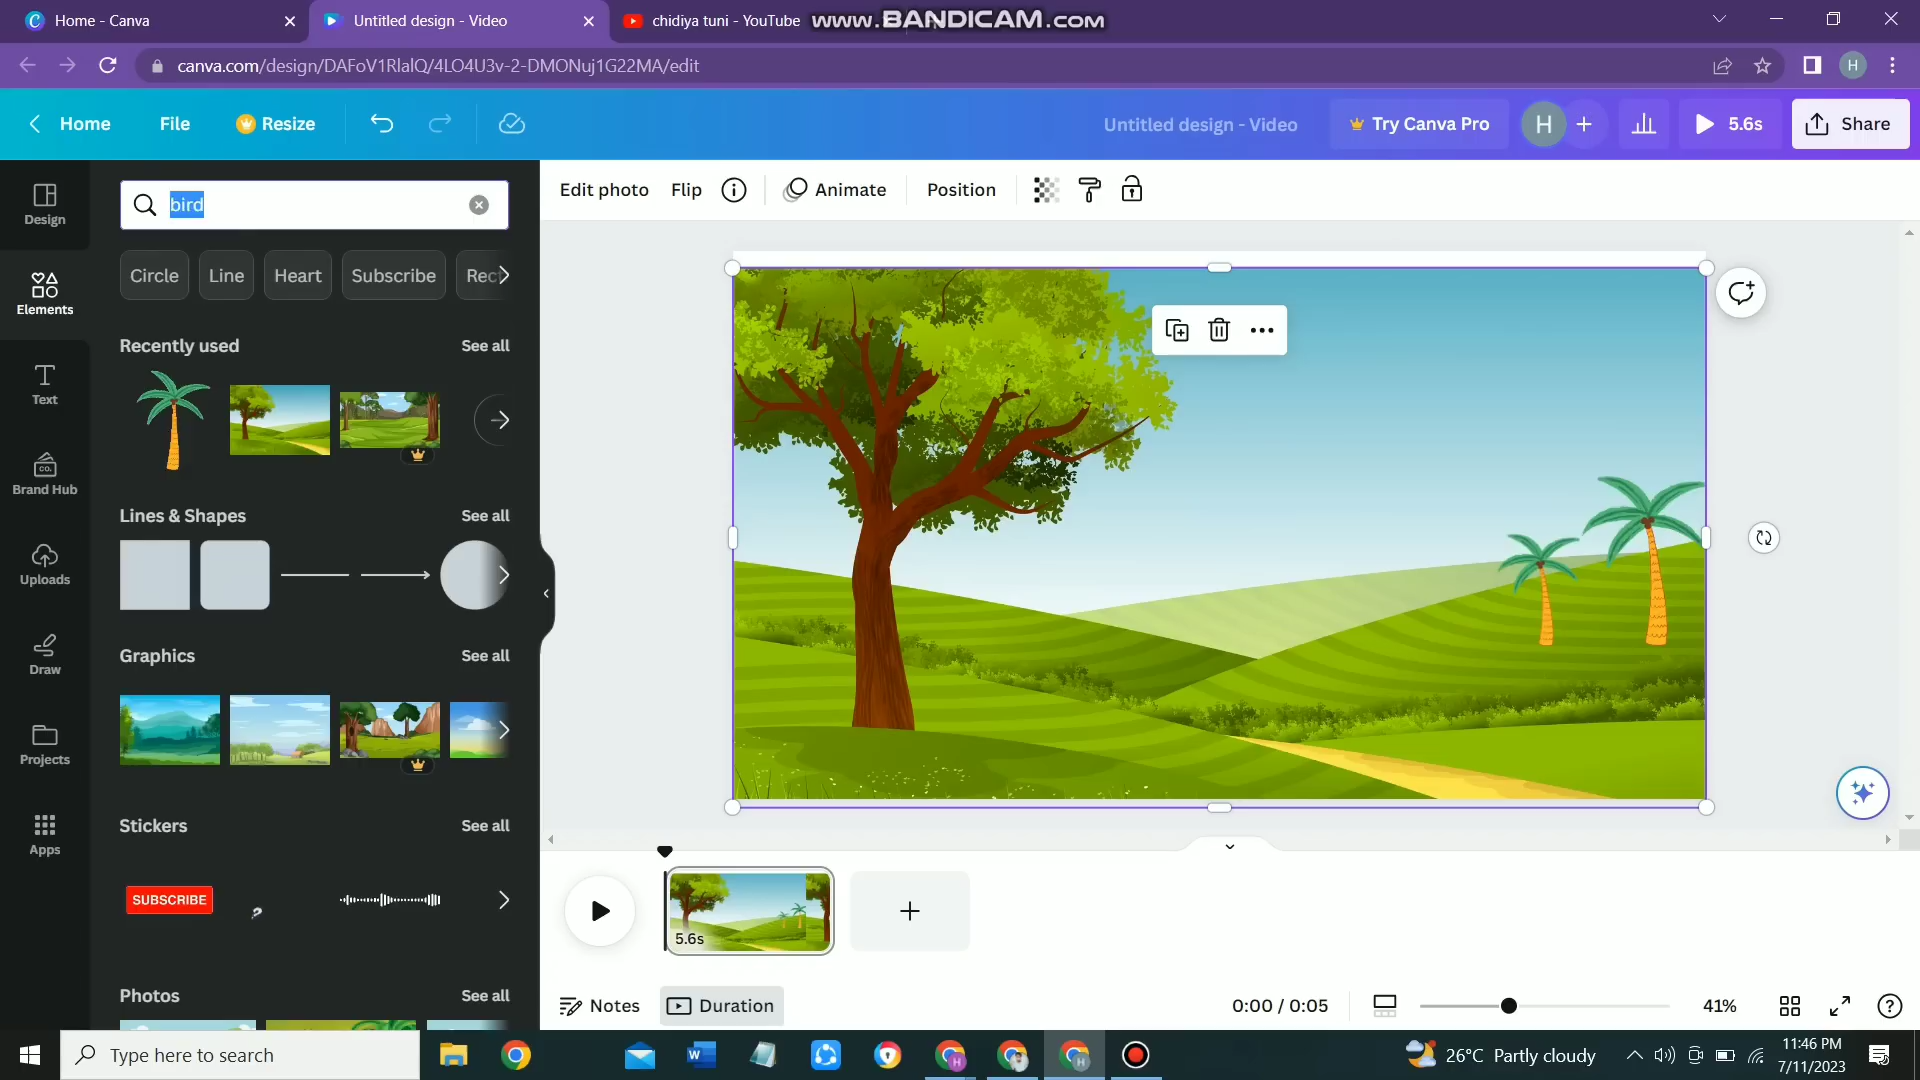 Home - Canva
Untitled design - Video
chidiya tuni - YouTube
www.BANDICAM.com
canva.com/design/DAFoV1RlalQ/4LO4U3v-2-DMONuj1G22MA/edit
H
Home
File
Resize
Untitled design - Video
Try Canva Pro
H
5.6s
Share
bird
Edit photo
Flip
Animate
Position
Design
Elements
Text
Brand Hub
CO.
Uploads
Draw
Projects
Apps
Circle
Line
Heart
Subscribe
Rec
Recently used
See all
Lines & Shapes
See all
Graphics
See all
Stickers
See all
SUBSCRIBE
Photos
See all
5.6s
Notes
Duration
0:00 / 0:05
41%
Type here to search
26°C Partly cloudy
11:46 PM
7/11/2023